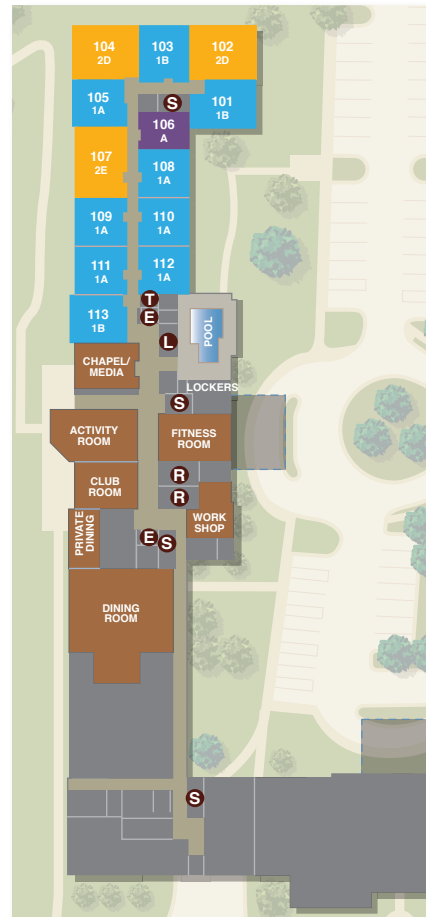 104
2D
103
1B
102
2D
105
1A
S
101
1B
106
A
107
2E
108
1A
109
1A
110
1A
111
1A
112
1A
113
1B
T
E
L
POOL
CHAPEL/
MEDIA
LOCKERS
S
ACTIVITY
ROOM
FITNESS
ROOM
CLUB
ROOM
R
R
PRIVATE
DINING
WORK
SHOP
E
S
DINING
ROOM
S